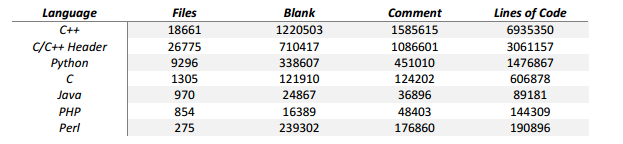 Language Files Blank Comment Lines of Code
C++ 18661 1220503 1585615 6935350
C/C++ Header 26775 710417 1086601 3061157
Python 9296 338607 451010 1476867
C 1305 121910 124202 606878
Java 970 24867 36896 89181
PHP 854 16389 48403 144309
Perl 275 239302 176860 190896